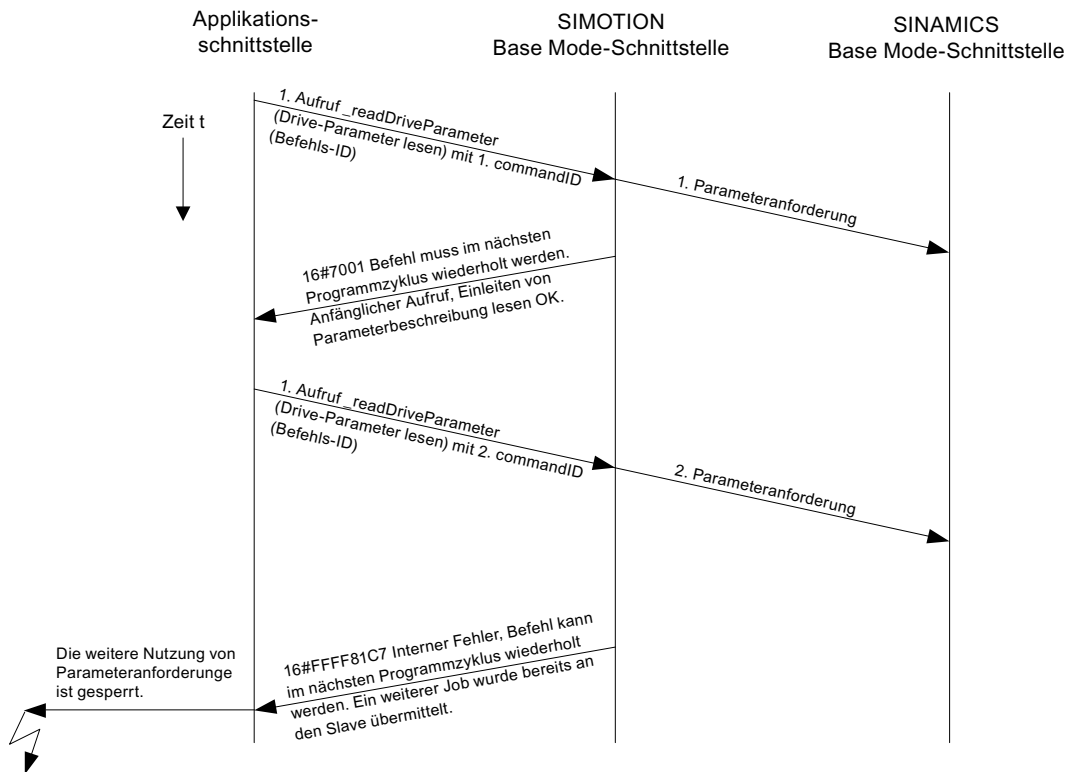 Applikations-
schnittstelle
SIMOTION
Base Mode-Schnittstelle
SINAMICS
Base Mode-Schnittstelle
Zeit t
1. Aufruf _readDriveParameter
(Drive-Parameter lesen) mit 1. commandID
(Befehls-ID)
1. Parameteranforderung
16#7001 Befehl muss im nächsten
Programmzyklus wiederholt werden.
Anfänglicher Aufruf, Einleiten von
Parameterbeschreibung lesen OK.
1. Aufruf _readDriveParameter
(Drive-Parameter lesen) mit 2. commandID
(Befehls-ID)
2. Parameteranforderung
16#FFFF81C7 Interner Fehler, Befehl kann
im nächsten Programmzyklus wiederholt
werden. Ein weiterer Job wurde bereits an
den Slave übermittelt.
Die weitere Nutzung von
Parameteranforderunge
ist gesperrt.